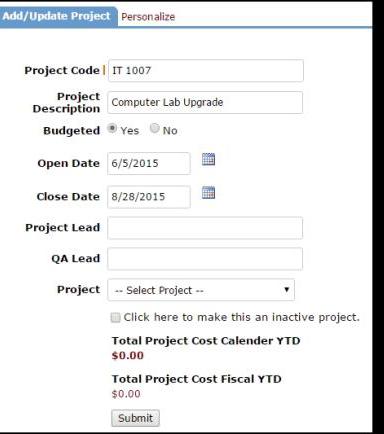 Add/Update Project Personalize
Project Code IT 1007
Project
Description Computer Lab Upgrade
Budgeted Yes No
Open Date 6/5/2015
Close Date 8/28/2015
Project Lead
QA Lead
Project -- Select Project --
Click here to make this an inactive project.
Total Project Cost Calender YTD
$0.00
Total Project Cost Fiscal YTD
$0.00
Submit